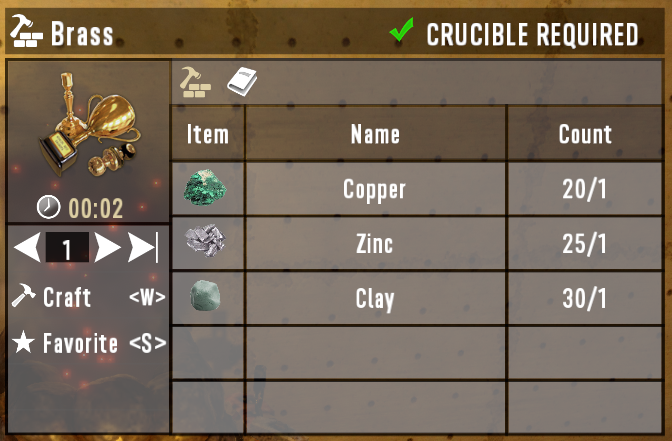 Brass
CRUCIBLE REQUIRED
00:02
1
Craft <W>
Favorite <S>
Item Name Count
Copper 20/1
Zinc 25/1
Clay 30/1